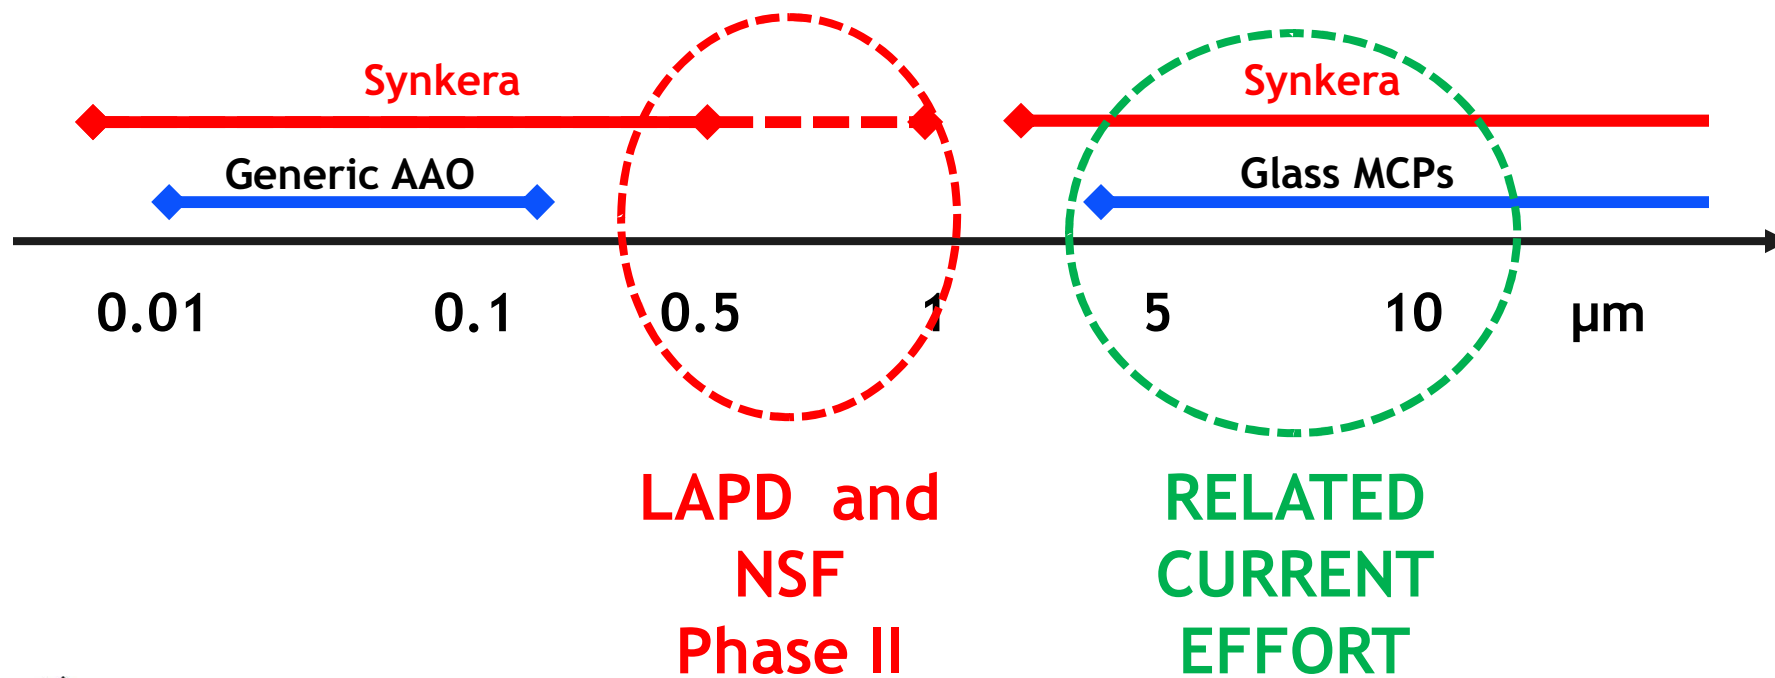 Synkera
Synkera
Generic AAO
Glass MCPs
0.01 0.1 0.5 1 5 10 µm
LAPD and
NSF
Phase II
RELATED
CURRENT
EFFORT